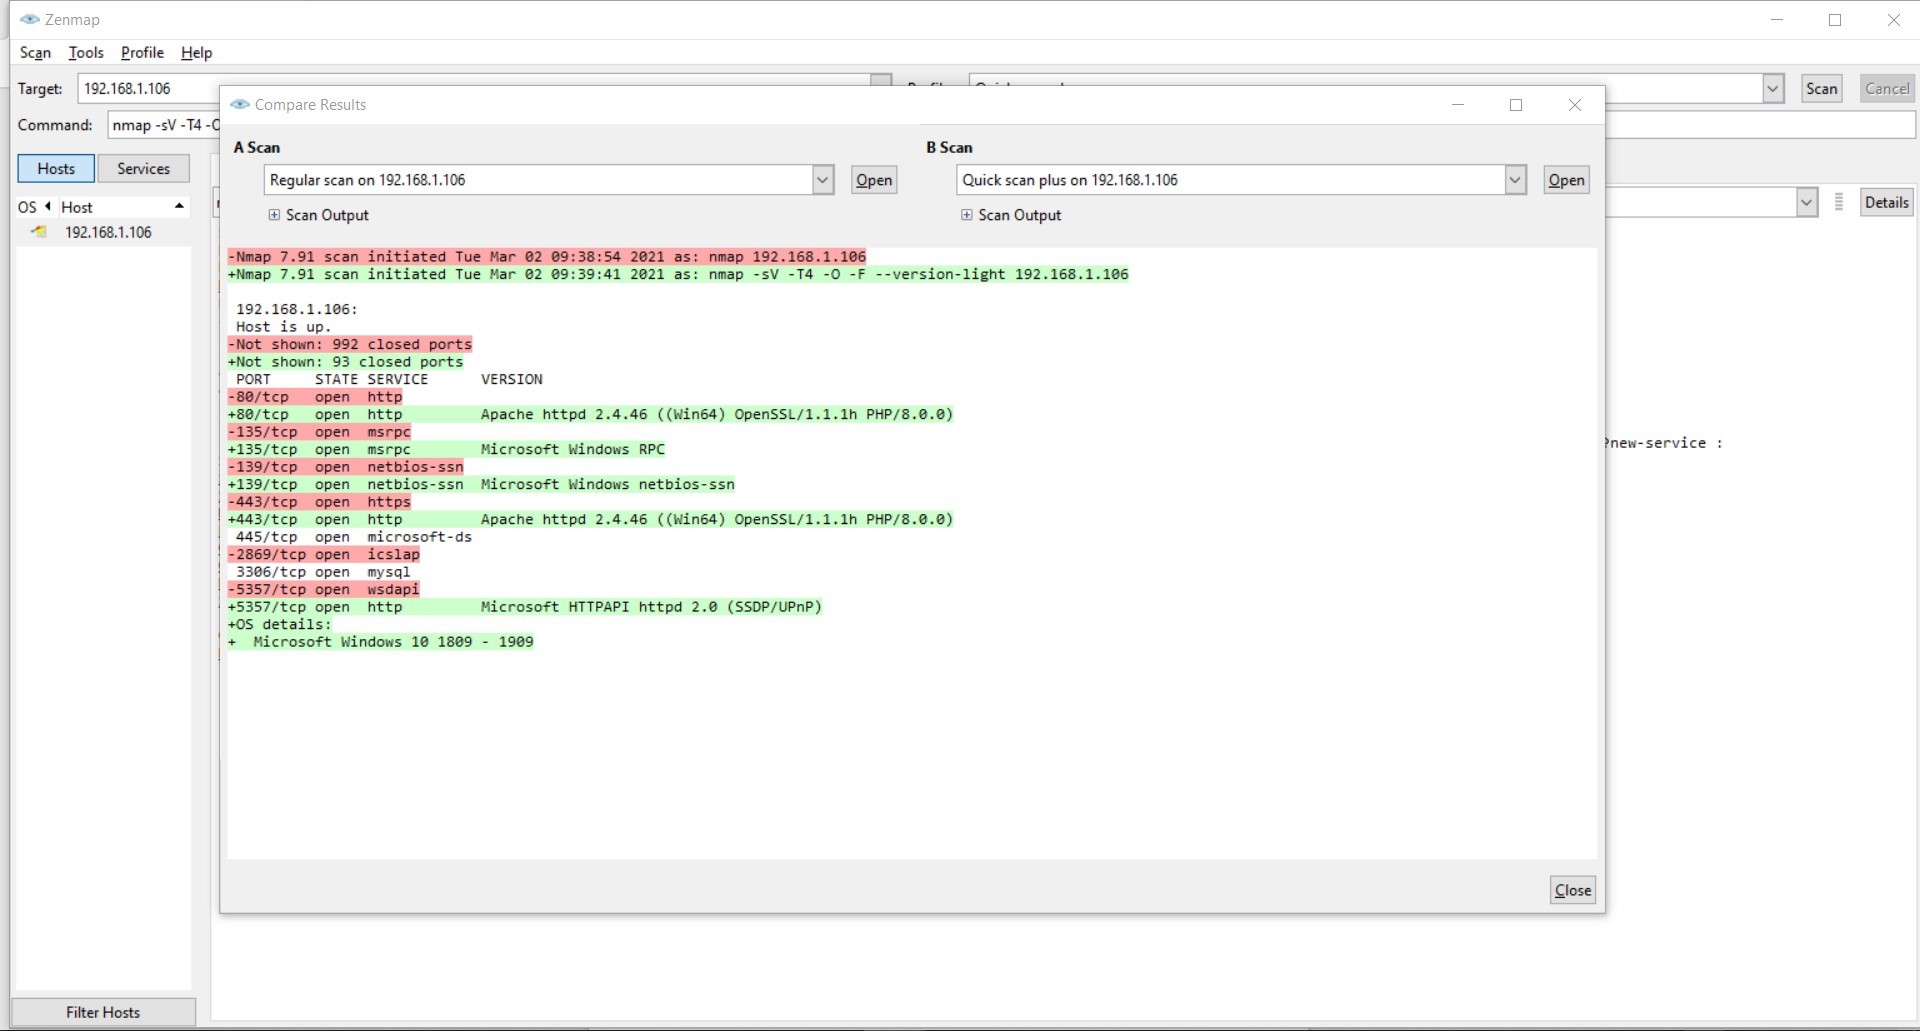 Zenmap
Scan Tools Profile Help
Target: 192.168.1.106 Scan Cancel
Command: nmap -sV -T4 -O
Hosts Services
OS Host
192.168.1.106
Details
?new-service :
Filter Hosts
Compare Results
A Scan B Scan
Regular scan on 192.168.1.106 Open Quick scan plus on 192.168.1.106 Open
Scan Output Scan Output
-Nmap 7.91 scan initiated Tue Mar 02 09:38:54 2021 as: nmap 192.168.1.106
+Nmap 7.91 scan initiated Tue Mar 02 09:39:41 2021 as: nmap -sV -T4 -O -F --version-light 192.168.1.106
192.168.1.106:
Host is up.
-Not shown: 992 closed ports
+Not shown: 93 closed ports
PORT STATE SERVICE VERSION
-80/tcp open http
+80/tcp open http Apache httpd 2.4.46 ((Win64) OpenSSL/1.1.1h PHP/8.0.0)
-135/tcp open msrpc
+135/tcp open msrpc Microsoft Windows RPC
-139/tcp open netbios-ssn
+139/tcp open netbios-ssn Microsoft Windows netbios-ssn
-443/tcp open https
+443/tcp open http Apache httpd 2.4.46 ((Win64) OpenSSL/1.1.1h PHP/8.0.0)
445/tcp open microsoft-ds
-2869/tcp open icslap
3306/tcp open mysql
-5357/tcp open wsdapi
+5357/tcp open http Microsoft HTTPAPI httpd 2.0 (SSDP/UPnP)
+OS details:
+ Microsoft Windows 10 1809 - 1909
Close